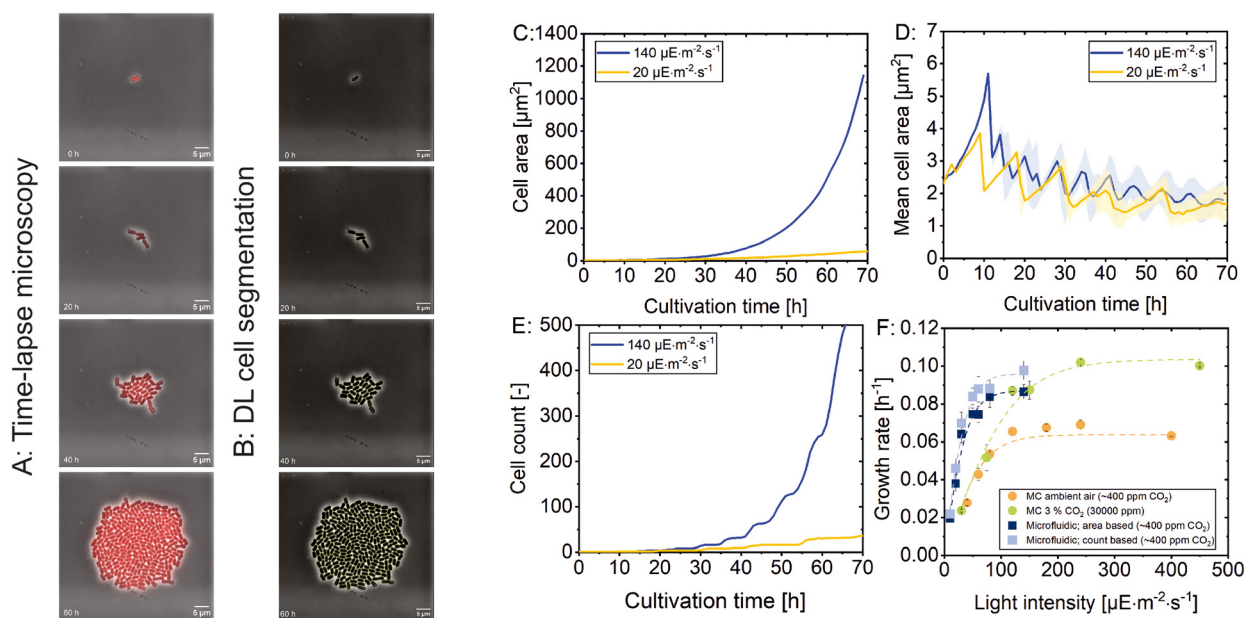 A: Time-lapse microscopy
0 h
5 µm
20 h
5 µm
40 h
5 µm
60 h
5 µm
B: DL cell segmentation
0 h
5 µm
20 h
5 µm
40 h
5 µm
60 h
5 µm
C:
1400
1200
1000
800
600
400
200
0
Cell area [µm²]
140 µE·m⁻²·s⁻¹
20 µE·m⁻²·s⁻¹
0 10 20 30 40 50 60 70
Cultivation time [h]
D:
7
6
5
4
3
2
1
0
Mean cell area [µm²]
140 µE·m⁻²·s⁻¹
20 µE·m⁻²·s⁻¹
0 10 20 30 40 50 60 70
Cultivation time [h]
E:
500
400
300
200
100
0
Cell count [-]
140 µE·m⁻²·s⁻¹
20 µE·m⁻²·s⁻¹
0 10 20 30 40 50 60 70
Cultivation time [h]
F:
0.12
0.10
0.08
0.06
0.04
0.02
0.00
Growth rate [h⁻¹]
MC ambient air (~400 ppm CO₂)
MC 3 % CO₂ (30000 ppm)
Microfluidic; area based (~400 ppm CO₂)
Microfluidic; count based (~400 ppm CO₂)
0 100 200 300 400 500
Light intensity [µE·m⁻²·s⁻¹]